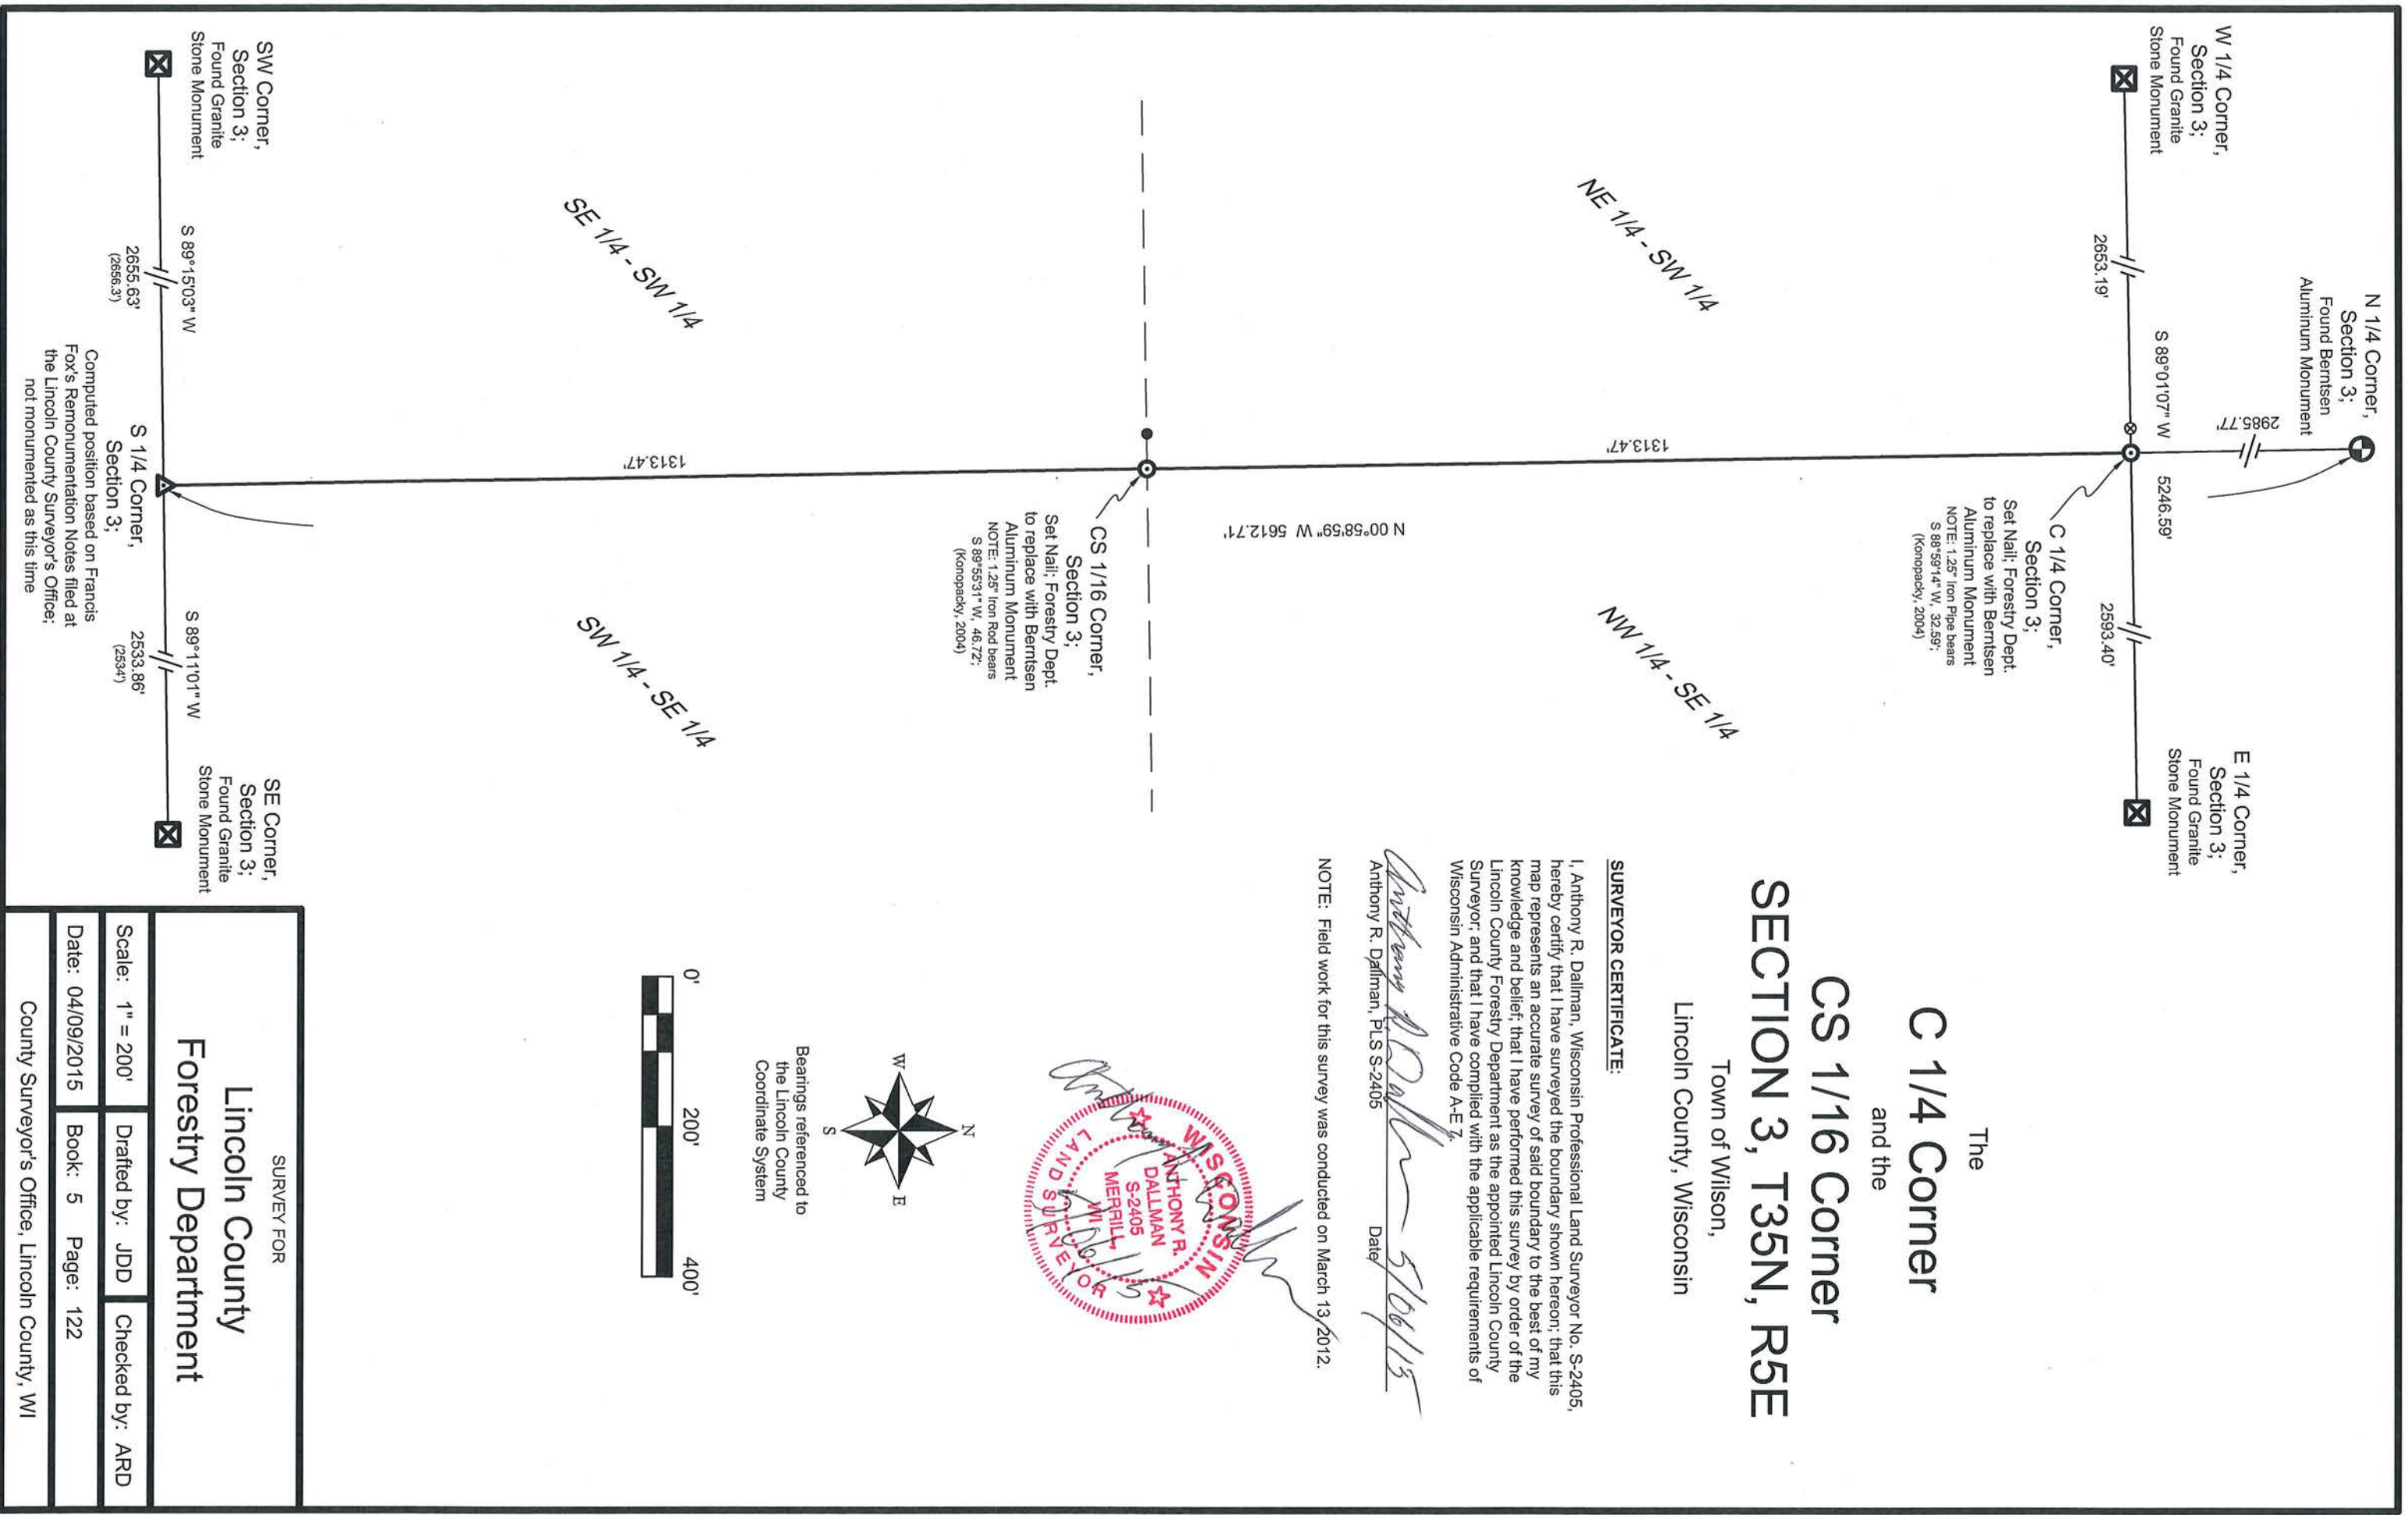 N 1/4 Corner,
Section 3;
Found Berntsen
Aluminum Monument
W 1/4 Corner,
Section 3;
Found Granite
Stone Monument
2985.77'
S 89°01'07" W
5246.59'
2653.19'
2593.40'
E 1/4 Corner,
Section 3;
Found Granite
Stone Monument
C 1/4 Corner,
Section 3;
Set Nail; Forestry Dept.
to replace with Berntsen
Aluminum Monument
NOTE: 1.25" Iron Pipe bears
S 88°59'14" W, 32.59';
(Konopacky, 2004)
NE 1/4 - SW 1/4
1313.47'
NW 1/4 - SE 1/4
N 00°58'59" W 5612.71'
CS 1/16 Corner,
Section 3;
Set Nail; Forestry Dept.
to replace with Berntsen
Aluminum Monument
NOTE: 1.25" Iron Rod bears
S 89°55'31" W, 46.72';
(Konopacky, 2004)
SE 1/4 - SW 1/4
1313.47'
SW 1/4 - SE 1/4
SW Corner,
Section 3;
Found Granite
Stone Monument
S 89°15'03" W
2655.63'
(2656.3')
S 1/4 Corner,
Section 3;
Computed position based on Francis
Fox's Remonumentation Notes filed at
the Lincoln County Surveyor's Office;
not monumented as this time
S 89°11'01" W
2533.86'
(2534')
SE Corner,
Section 3;
Found Granite
Stone Monument
The
C 1/4 Corner
and the
CS 1/16 Corner
SECTION 3, T35N, R5E
Town of Wilson,
Lincoln County, Wisconsin
SURVEYOR CERTIFICATE:
I, Anthony R. Dallman, Wisconsin Professional Land Surveyor No. S-2405,
hereby certify that I have surveyed the boundary shown hereon; that this
map represents an accurate survey of said boundary to the best of my
knowledge and belief; that I have performed this survey by order of the
Lincoln County Forestry Department as the appointed Lincoln County
Surveyor; and that I have complied with the applicable requirements of
Wisconsin Administrative Code A-E 7.
Anthony R Dallman 5/06/15
Anthony R. Dallman, PLS S-2405 Date
NOTE: Field work for this survey was conducted on March 13, 2012.
WISCONSIN
ANTHONY R.
DALLMAN
S-2405
MERRILL,
WI
LAND SURVEYOR
Anthony R Dallman
5/06/15
N
W
E
S
Bearings referenced to
the Lincoln County
Coordinate System
0' 200' 400'
SURVEY FOR
Lincoln County
Forestry Department
Scale: 1" = 200' Drafted by: JDD Checked by: ARD
Date: 04/09/2015 Book: 5 Page: 122
County Surveyor's Office, Lincoln County, WI